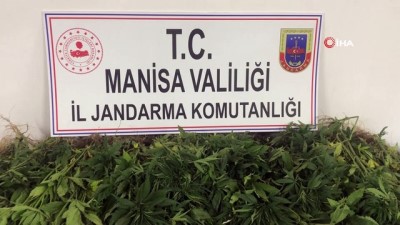 İHA
T.C.
MANİSA VALİLİĞİ
İL JANDARMA KOMUTANLIĞI